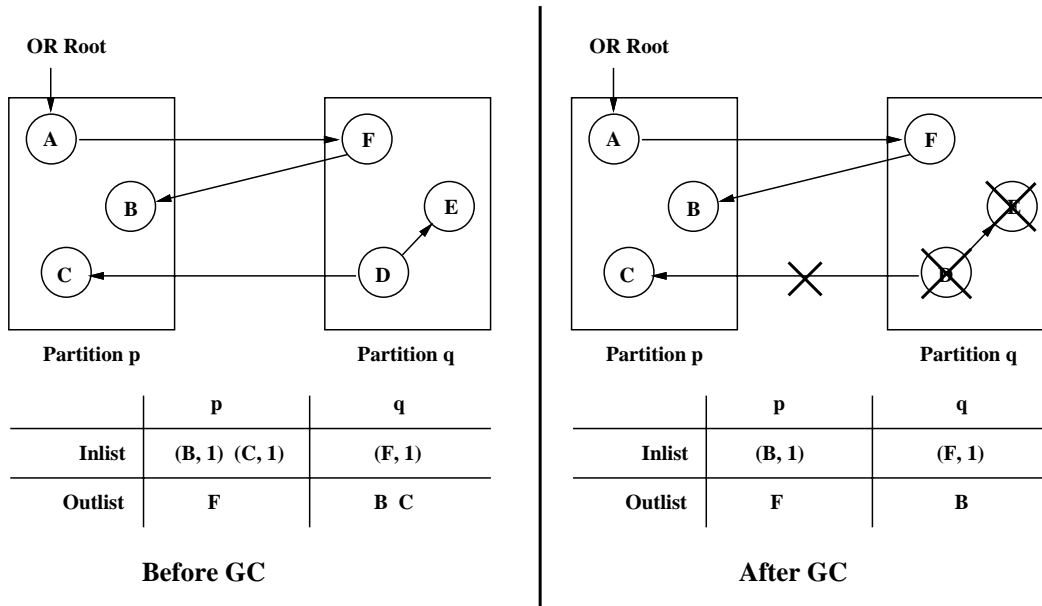 OR Root
A
F
B
E
C
D
Partition p
Partition q
p q
Inlist (B, 1) (C, 1) (F, 1)
Outlist F B C
Before GC
OR Root
A
F
B
E
C
D
Partition p
Partition q
p q
Inlist (B, 1) (F, 1)
Outlist F B
After GC